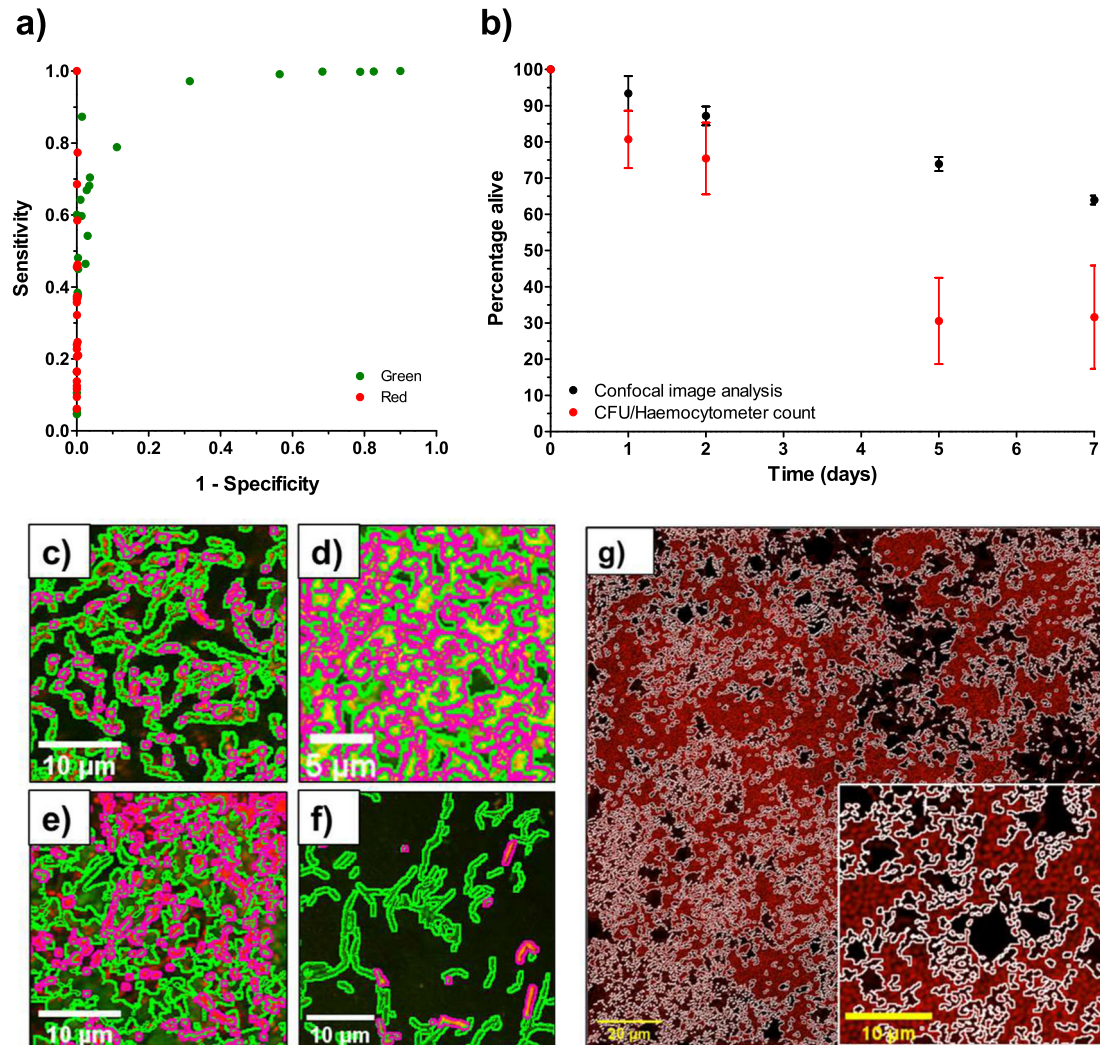 a)
1.0
0.8
0.6
0.4
0.2
0.0
Sensitivity
0.0 0.2 0.4 0.6 0.8 1.0
1 - Specificity
Green
Red
b)
100
90
80
70
60
50
40
30
20
10
0
Percentage alive
0 1 2 3 4 5 6 7
Time (days)
Confocal image analysis
CFU/Haemocytometer count
c)
10 µm
d)
5 µm
e)
10 µm
f)
10 µm
g)
20 µm
10 µm